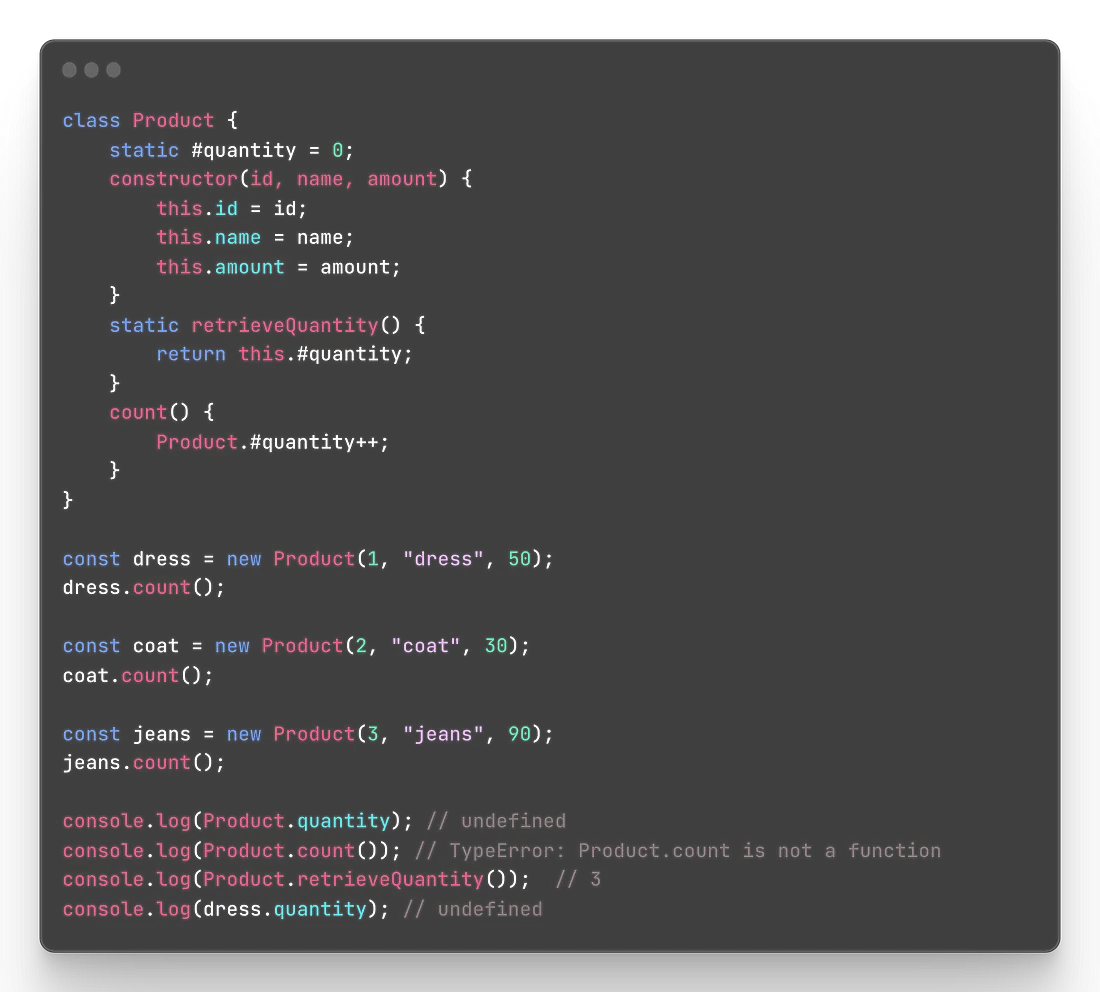 class Product {
    static #quantity = 0;
    constructor(id, name, amount) {
        this.id = id;
        this.name = name;
        this.amount = amount;
    }
    static retrieveQuantity() {
        return this.#quantity;
    }
    count() {
        Product.#quantity++;
    }
}

const dress = new Product(1, "dress", 50);
dress.count();

const coat = new Product(2, "coat", 30);
coat.count();

const jeans = new Product(3, "jeans", 90);
jeans.count();

console.log(Product.quantity); // undefined
console.log(Product.count()); // TypeError: Product.count is not a function
console.log(Product.retrieveQuantity());  // 3
console.log(dress.quantity); // undefined